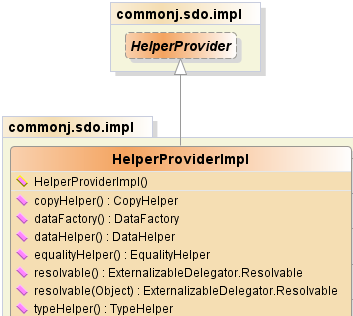 commonj.sdo.impl
HelperProvider
commonj.sdo.impl
HelperProviderImpl
HelperProviderImpl()
copyHelper() : CopyHelper
dataFactory() : DataFactory
dataHelper() : DataHelper
equalityHelper() : EqualityHelper
resolvable() : ExternalizableDelegator.Resolvable
resolvable(Object) : ExternalizableDelegator.Resolvable
typeHelper() : TypeHelper